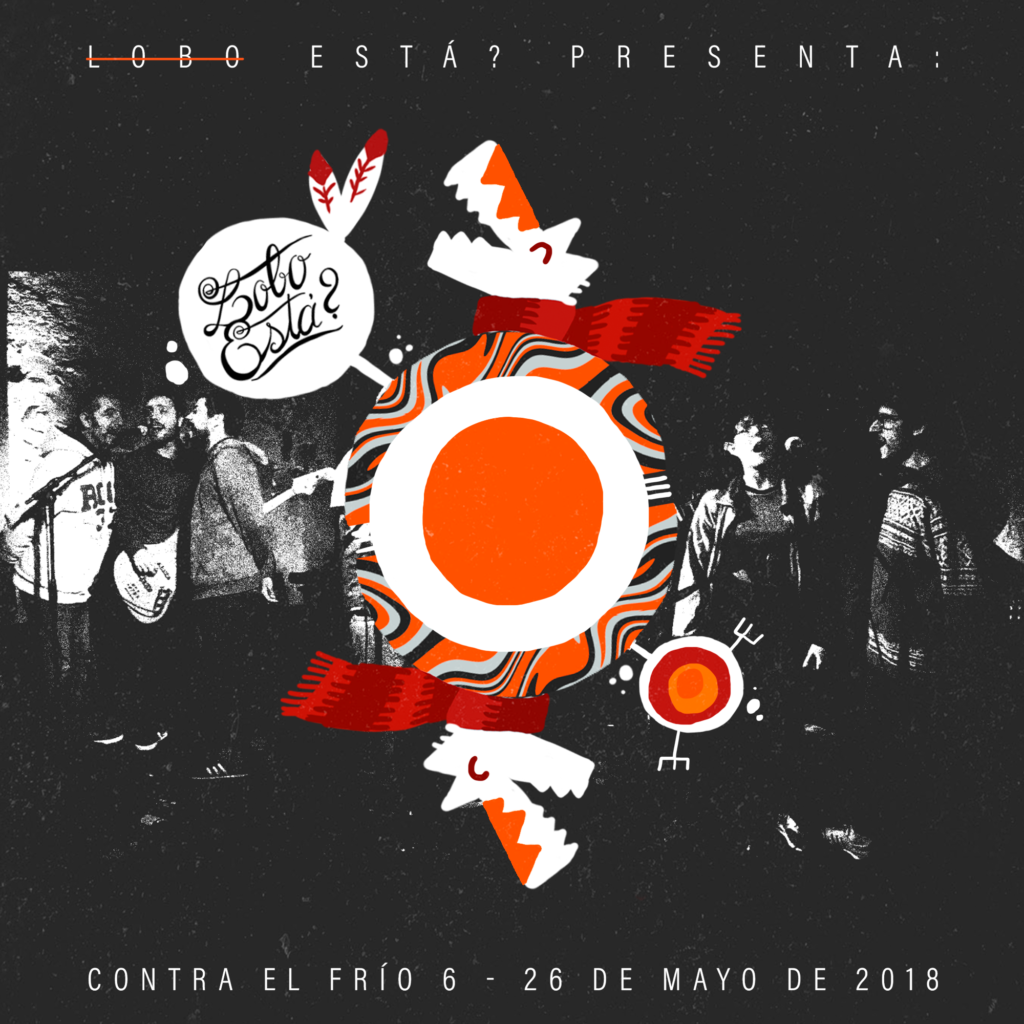 LOBO ESTÁ? PRESENTA:
Lobo
Está?
CONTRA EL FRÍO 6 - 26 DE MAYO DE 2018